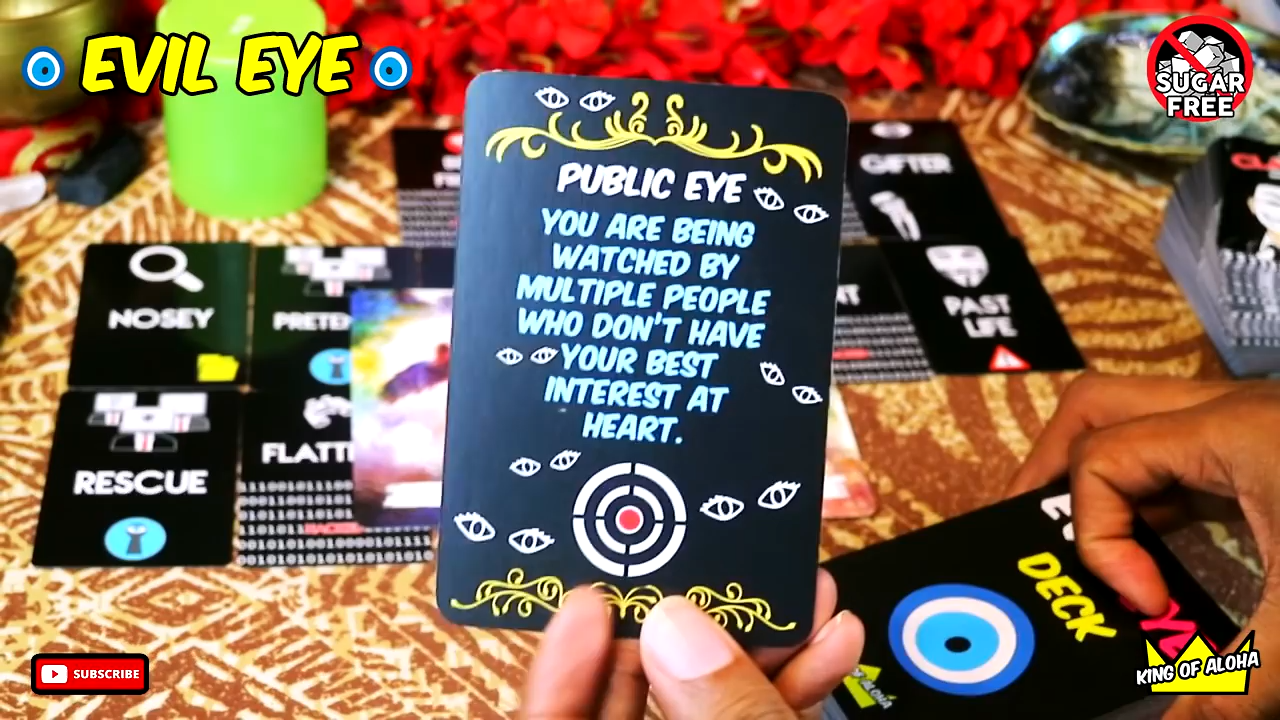 EVIL EYE
SUGAR
FREE
PUBLIC EYE
YOU ARE BEING
WATCHED BY
MULTIPLE PEOPLE
WHO DON'T HAVE
YOUR BEST
INTEREST AT
HEART.
GIFTER
NOSEY
PAST
LIFE
RESCUE
DECK
SUBSCRIBE
KING OF ALOHA